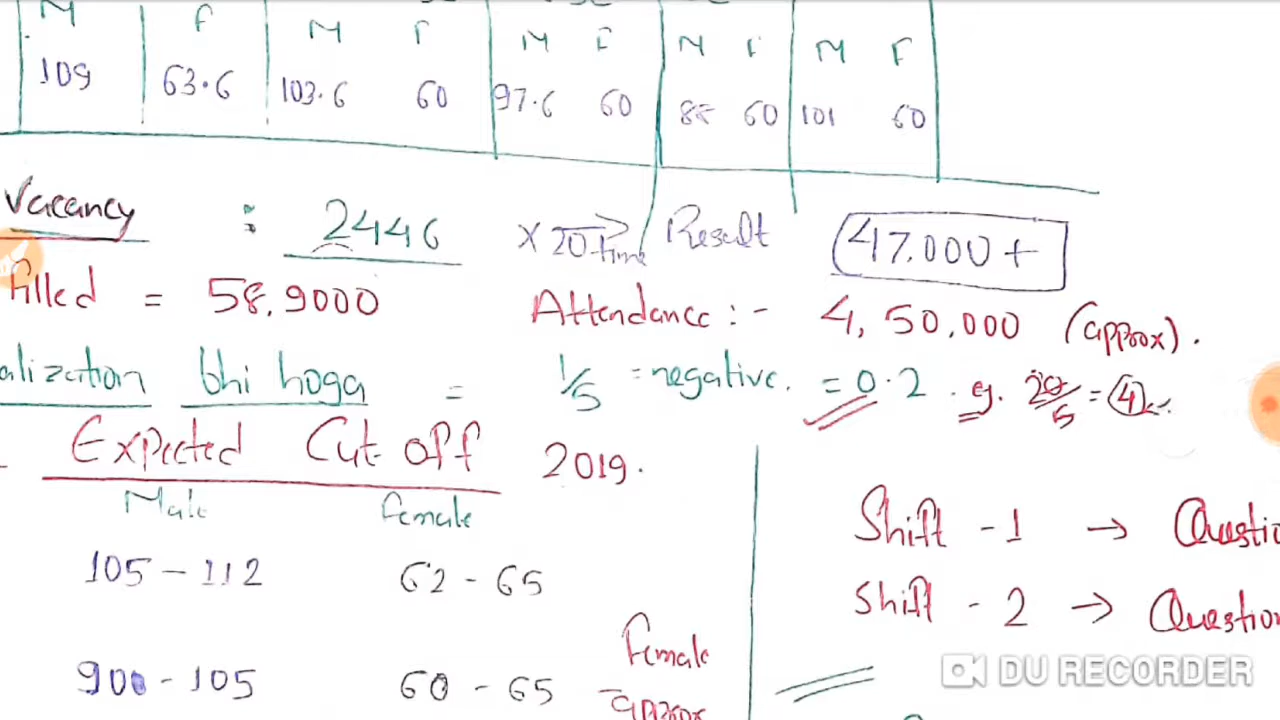 M F M F M F M F M F
109 63.6 103.6 60 97.6 60 60 101 60
Vacancy : 2446 × 20 time Result 47.000+
filled = 58,9000 Attendance :- 4,50,000 (approx).
alization bhi hoga = 1/5 = negative. = 0.2 . eg. 20/5 = 4
Expected Cut off 2019.
Male female
105 - 112 62 - 65
Shift - 1 → Questio
Shift - 2 → Question
900 - 105 60 - 65
female
approx
DU RECORDER